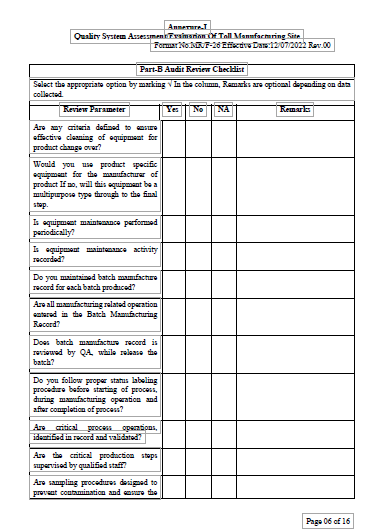 Annexure-I
Quality System Assessment/Evaluation Of Toll Manufacturing Site
Format No.MR/F-26 Effective Date:12/07/2022 Rev.00
Part-B Audit Review Checklist
Select the appropriate option by marking √ In the column, Remarks are optional depending on data
collected.
Review Parameter Yes No NA Remarks
Are any criteria defined to ensure
effective cleaning of equipment for
product change over?
Would you use product specific
equipment for the manufacturer of
product If no, will this equipment be a
multipurpose type through to the final
step.
Is equipment maintenance performed
periodically?
Is equipment maintenance activity
recorded?
Do you maintained batch manufacture
record for each batch produced?
Are all manufacturing related operation
entered in the Batch Manufacturing
Record?
Does batch manufacture record is
reviewed by QA, while release the
batch?
Do you follow proper status labeling
procedure before starting of process,
during manufacturing operation and
after completion of process?
Are critical process operations,
identified in record and validated?
Are the critical production steps
supervised by qualified staff?
Are sampling procedures designed to
prevent contamination and ensure the
Page 06 of 16